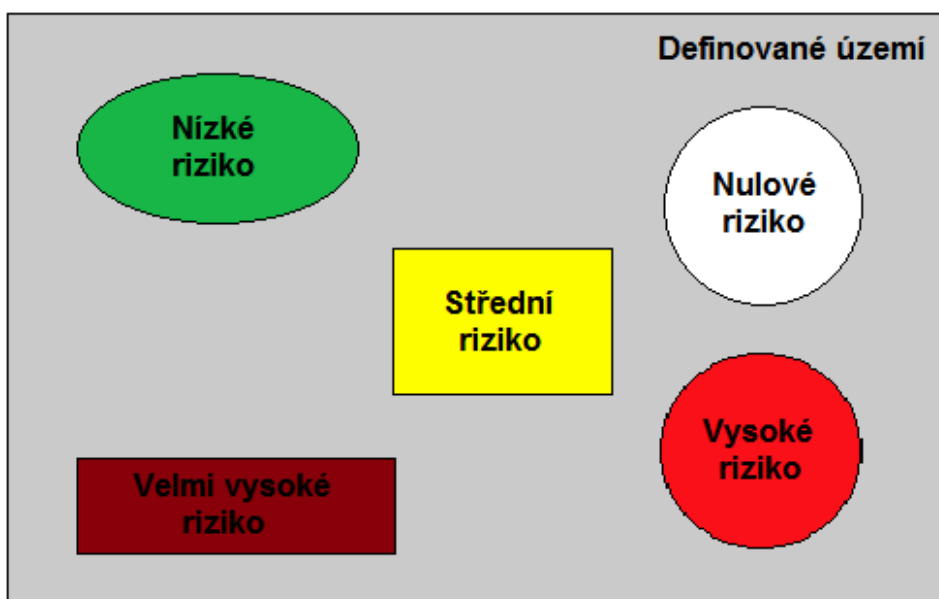 Definované území
Nízké
riziko
Nulové
riziko
Střední
riziko
Vysoké
riziko
Velmi vysoké
riziko